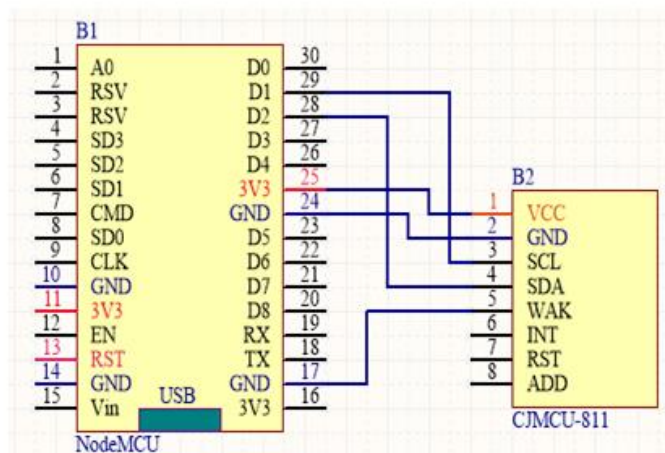 B1
1 A0 D0 30
2 RSV D1 29
3 RSV D2 28
4 SD3 D3 27
5 SD2 D4 26
6 SD1 3V3 25
7 CMD GND 24
8 SD0 D5 23
9 CLK D6 22
10 GND D7 21
11 3V3 D8 20
12 EN RX 19
13 RST TX 18
14 GND GND 17
15 Vin 3V3 16
USB
NodeMCU
B2
1 VCC
2 GND
3 SCL
4 SDA
5 WAK
6 INT
7 RST
8 ADD
CJMCU-811